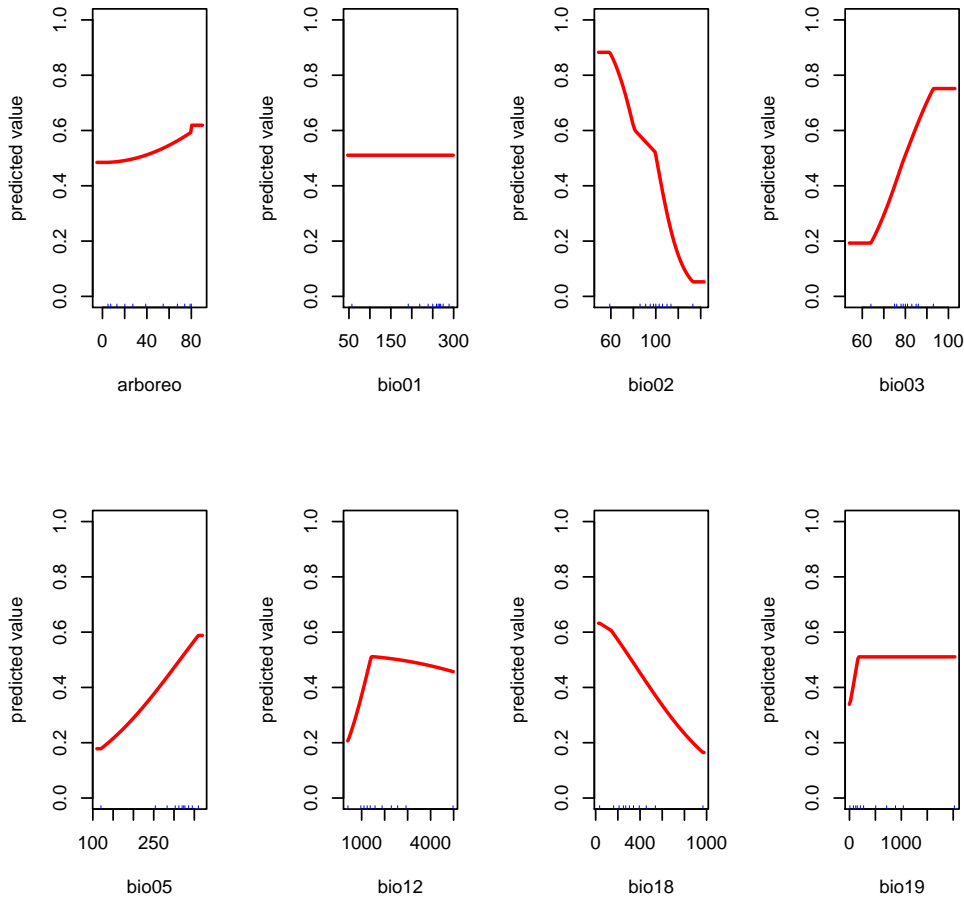 predicted value
0.0 0.2 0.4 0.6 0.8 1.0
0 40 80
arboreo
predicted value
0.0 0.2 0.4 0.6 0.8 1.0
50 150 300
bio01
predicted value
0.0 0.2 0.4 0.6 0.8 1.0
60 100
bio02
predicted value
0.0 0.2 0.4 0.6 0.8 1.0
60 80 100
bio03
predicted value
0.0 0.2 0.4 0.6 0.8 1.0
100 250
bio05
predicted value
0.0 0.2 0.4 0.6 0.8 1.0
1000 4000
bio12
predicted value
0.0 0.2 0.4 0.6 0.8 1.0
0 400 1000
bio18
predicted value
0.0 0.2 0.4 0.6 0.8 1.0
0 1000
bio19